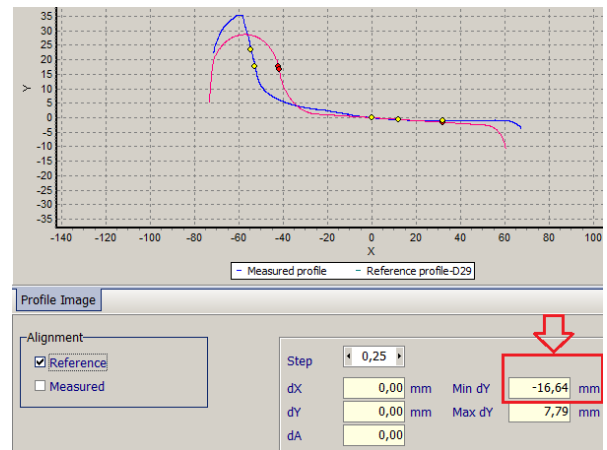 35
30
25
20
15
10
5
0
-5
-10
-15
-20
-25
-30
-35
Y
-140 -120 -100 -80 -60 -40 -20 0 20 40 60 80 100
X
Measured profile Reference profile-D29
Profile Image
Alignment
Reference
Measured
Step 0,25
dX 0,00 mm Min dY -16,64 mm
dY 0,00 mm Max dY 7,79 mm
dA 0,00